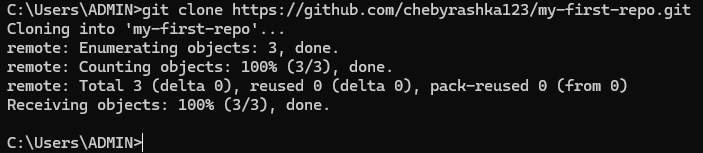 C:\Users\ADMIN>git clone https://github.com/chebyrashka123/my-first-repo.git
Cloning into 'my-first-repo'...
remote: Enumerating objects: 3, done.
remote: Counting objects: 100% (3/3), done.
remote: Total 3 (delta 0), reused 0 (delta 0), pack-reused 0 (from 0)
Receiving objects: 100% (3/3), done.
C:\Users\ADMIN>